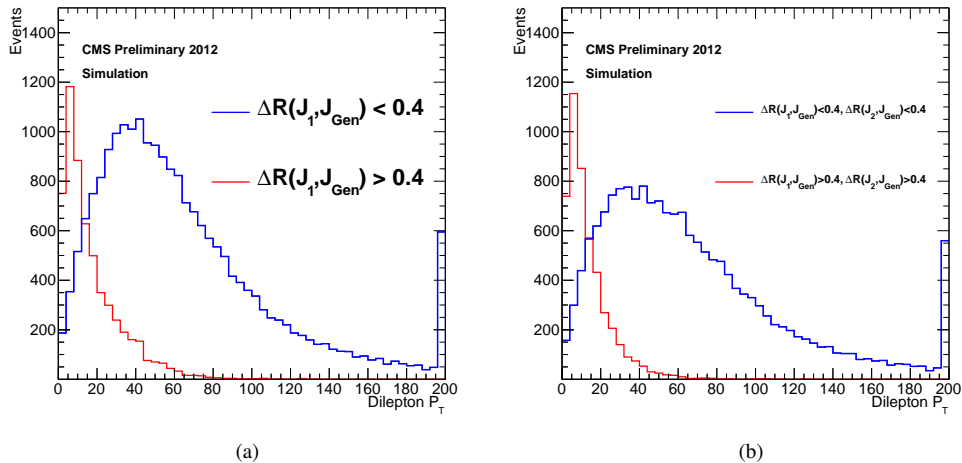 Events
1400
1200
1000
800
600
400
200
CMS Preliminary 2012
Simulation
ΔR(J1,JGen) < 0.4
ΔR(J1,JGen) > 0.4
0 20 40 60 80 100 120 140 160 180 200
Dilepton PT
(a)
Events
1400
1200
1000
800
600
400
200
CMS Preliminary 2012
Simulation
ΔR(J1,JGen)<0.4, ΔR(J2,JGen)<0.4
ΔR(J1,JGen)>0.4, ΔR(J2,JGen)>0.4
0 20 40 60 80 100 120 140 160 180 200
Dilepton PT
(b)